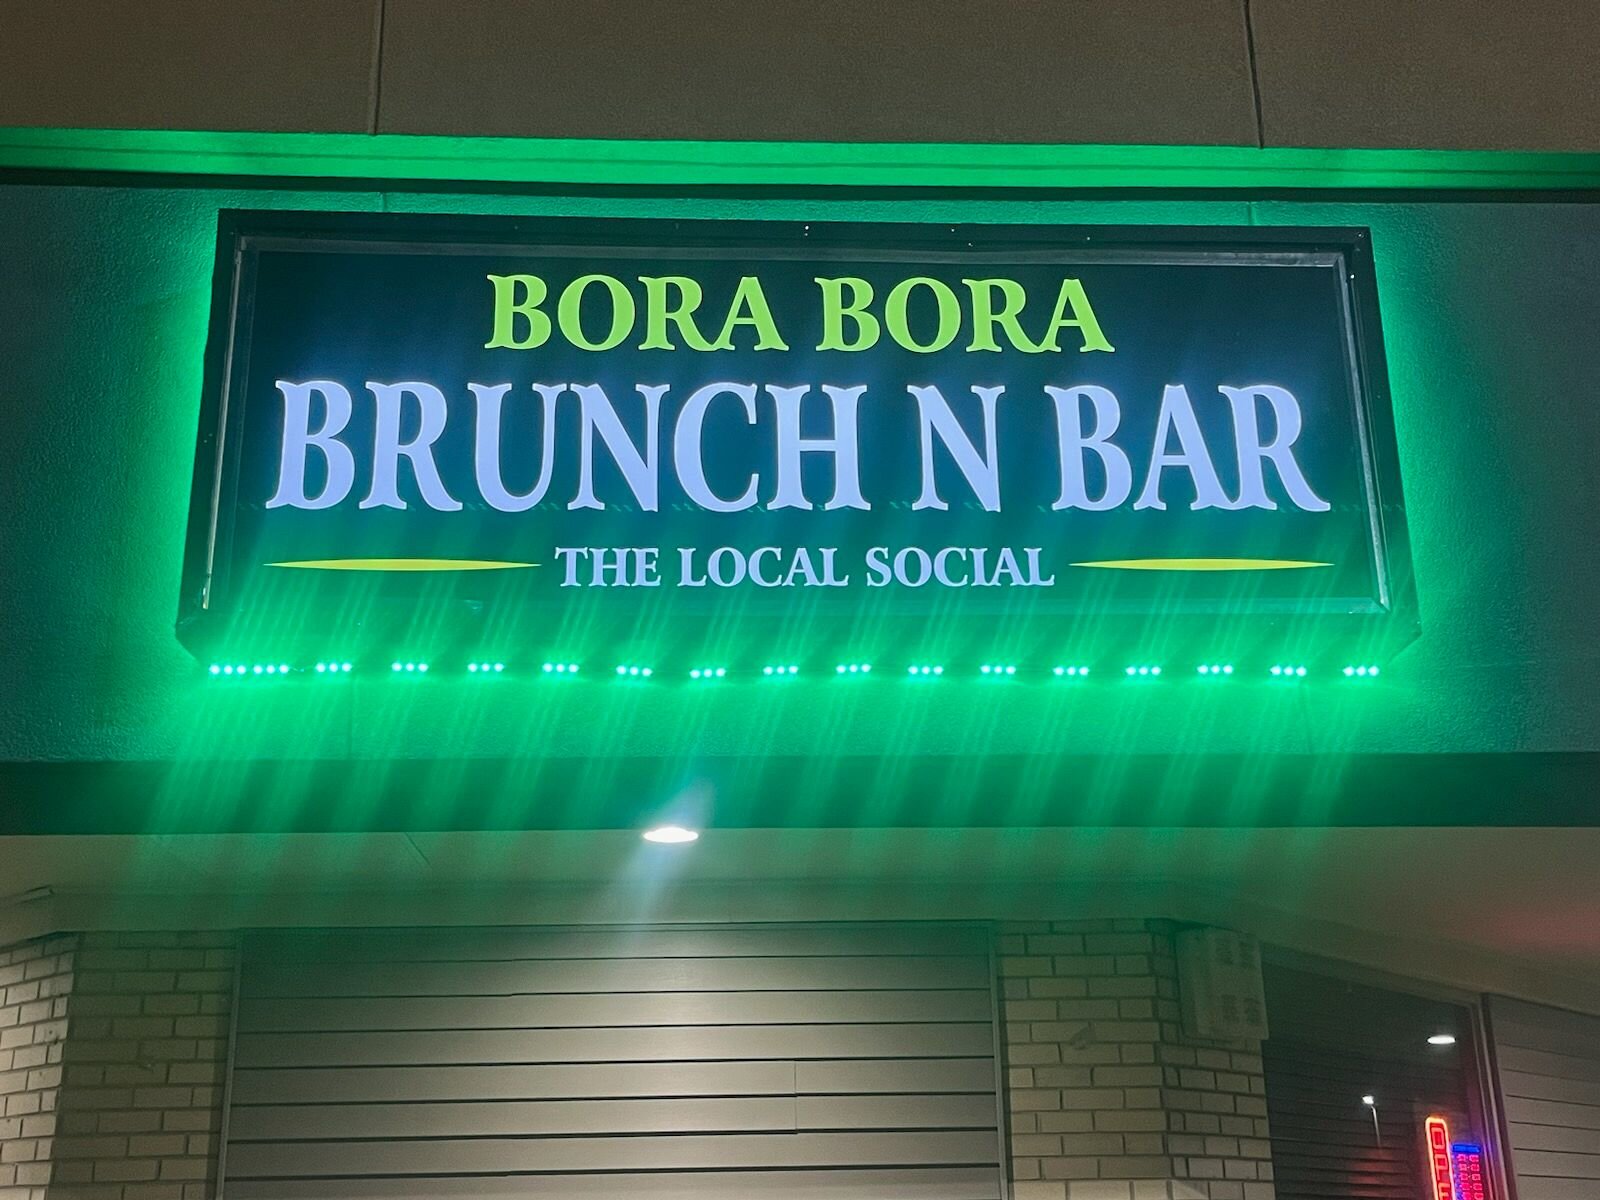 BORA BORA
BRUNCH N BAR
THE LOCAL SOCIAL